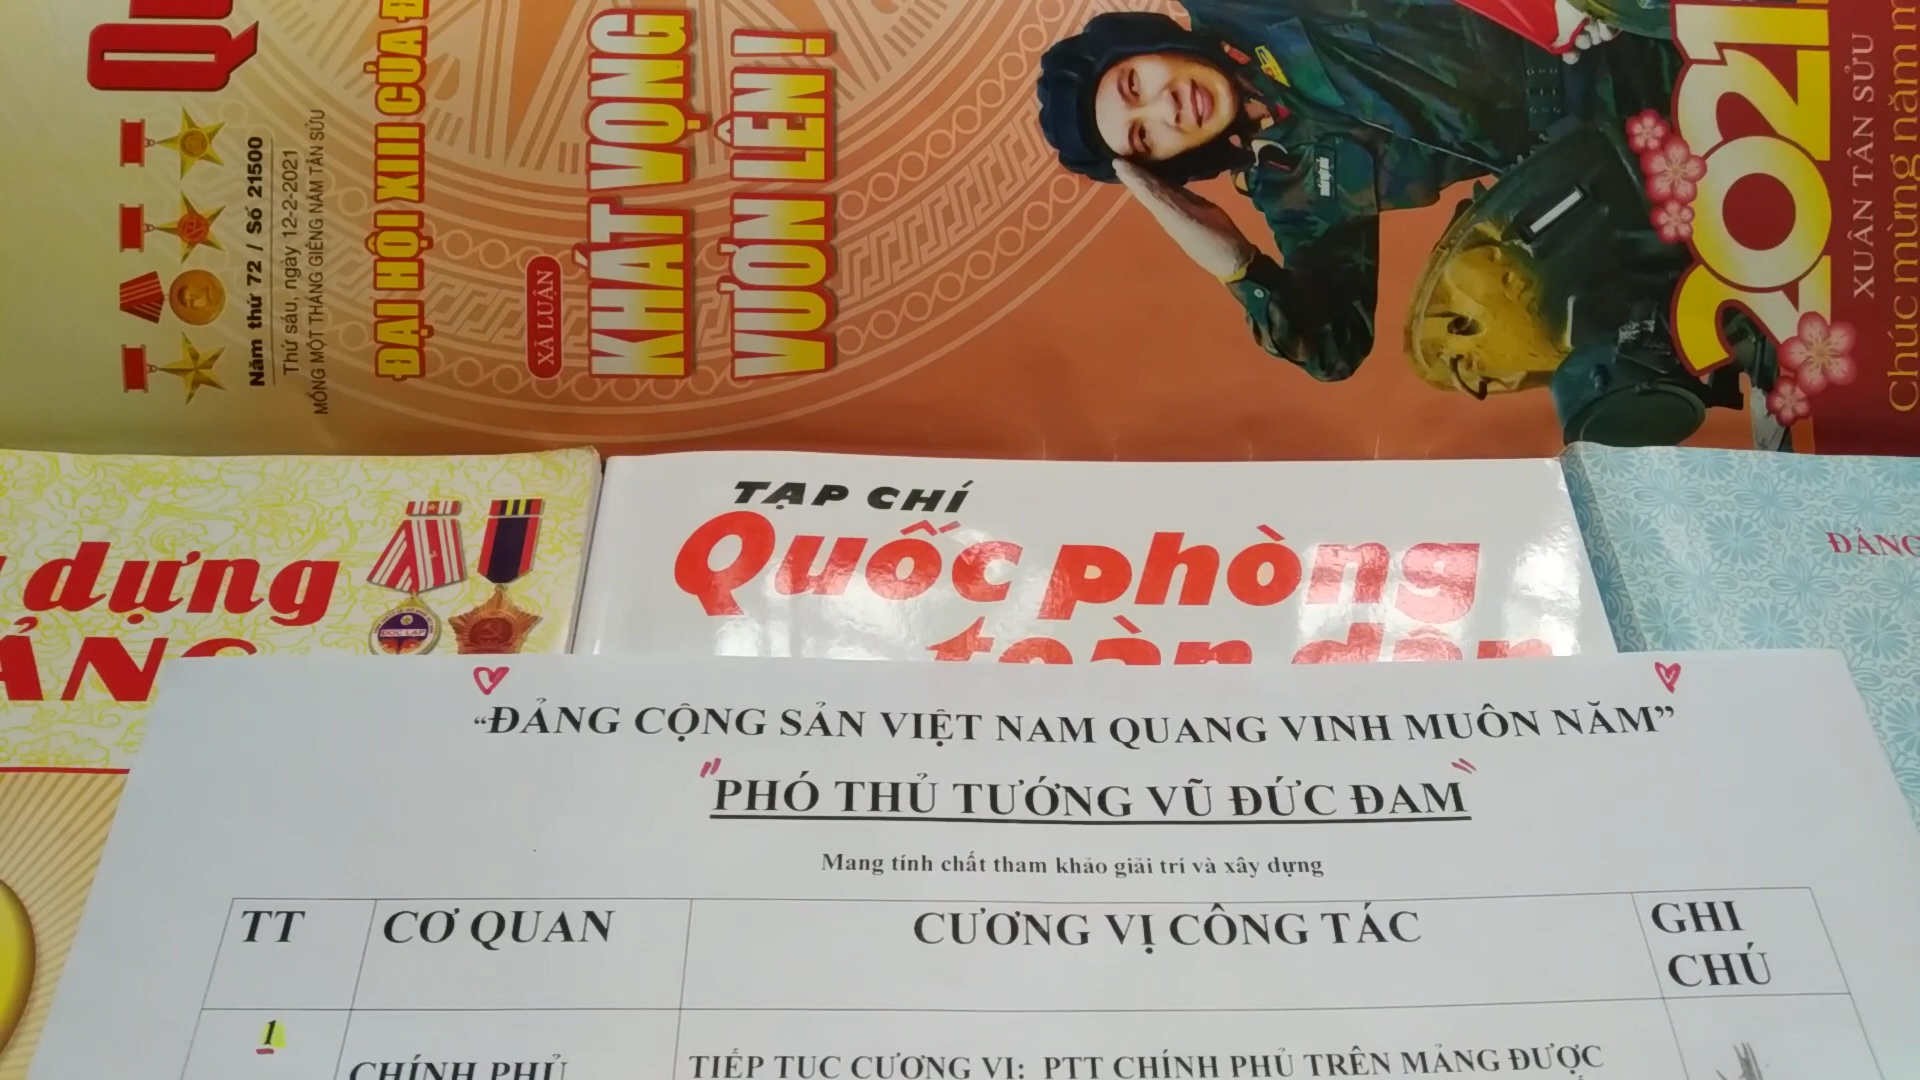 Năm thứ 72 / Số 21500
Thứ sáu, ngày 12-2-2021
MỒNG MỘT THÁNG GIÊNG NĂM TÂN SỬU
ĐẠI HỘI XIII CỦA
XÃ LUẬN
KHÁT VỌNG
VƯƠN LÊN!
2021
XUÂN TÂN SỬU
Chúc mừng năm
dựng
TẠP CHÍ
Quốc phòng
toàn dân
ĐẢNG
ĐỘC LẬP
“ĐẢNG CỘNG SẢN VIỆT NAM QUANG VINH MUÔN NĂM”
"PHÓ THỦ TƯỚNG VŨ ĐỨC ĐAM"
Mang tính chất tham khảo giải trí và xây dựng
TT CƠ QUAN CƯƠNG VỊ CÔNG TÁC GHI
CHÚ
1
CHÍNH PHỦ TIẾP TỤC CƯƠNG VỊ: PTT CHÍNH PHỦ TRÊN MẢNG ĐƯỢC